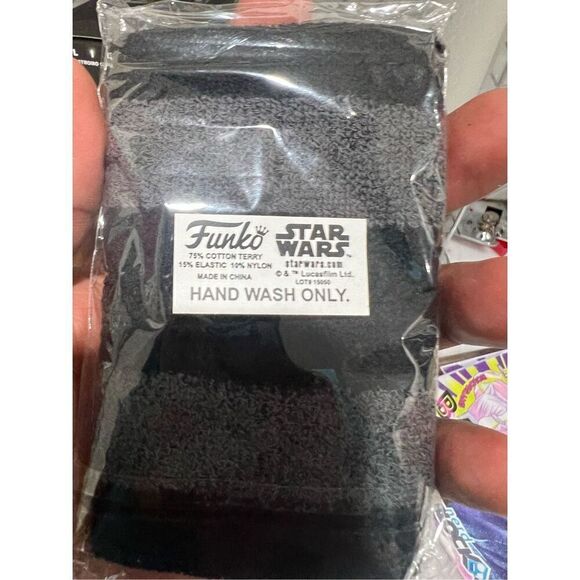 Funko
75% COTTON TERRY
15% ELASTIC 10% NYLON
MADE IN CHINA
STAR
WARS™
starwars.com
© & ™ Lucasfilm Ltd.
LOT# 15050
HAND WASH ONLY.